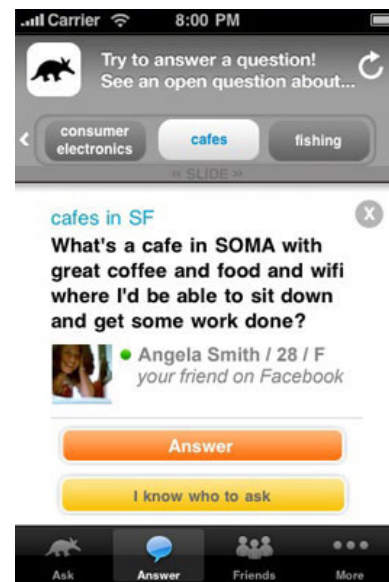 Carrier 8:00 PM
Try to answer a question!
See an open question about...
consumer
electronics
cafes
fishing
« SLIDE »
cafes in SF
X
What's a cafe in SOMA with
great coffee and food and wifi
where I'd be able to sit down
and get some work done?
Angela Smith / 28 / F
your friend on Facebook
Answer
I know who to ask
Ask Answer Friends More